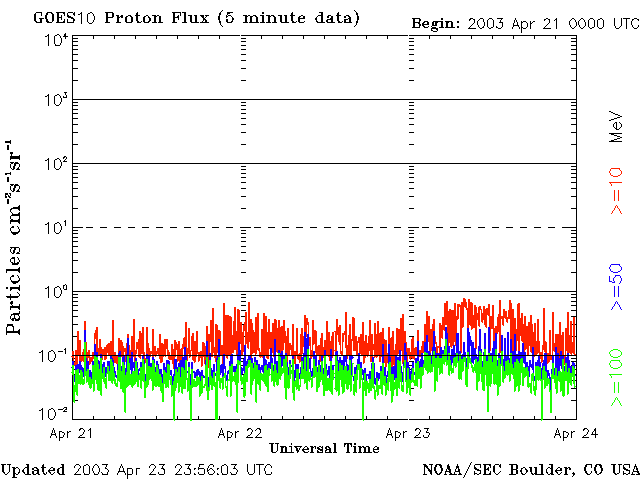 GOES10 Proton Flux (5 minute data)
Begin: 2003 Apr 21 0000 UTC
10⁴
10³
10²
10¹
10⁰
10⁻¹
10⁻²
Particles cm⁻²s⁻¹sr⁻¹
Apr 21
Apr 22
Apr 23
Apr 24
Universal Time
MeV
>=10
>=50
>=100
Updated 2003 Apr 23 23:56:03 UTC
NOAA/SEC Boulder, CO USA